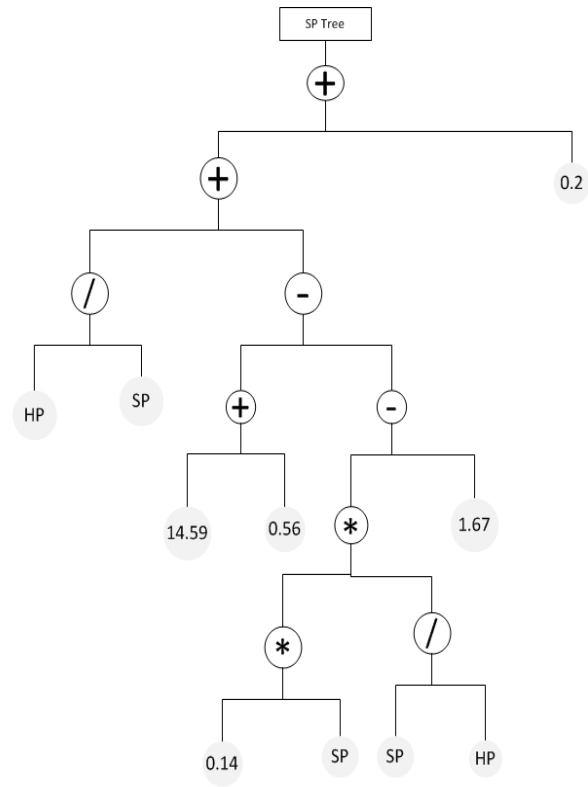 SP Tree
+
+
0.2
/
-
HP
SP
+
-
14.59
0.56
*
1.67
*
/
0.14
SP
SP
HP